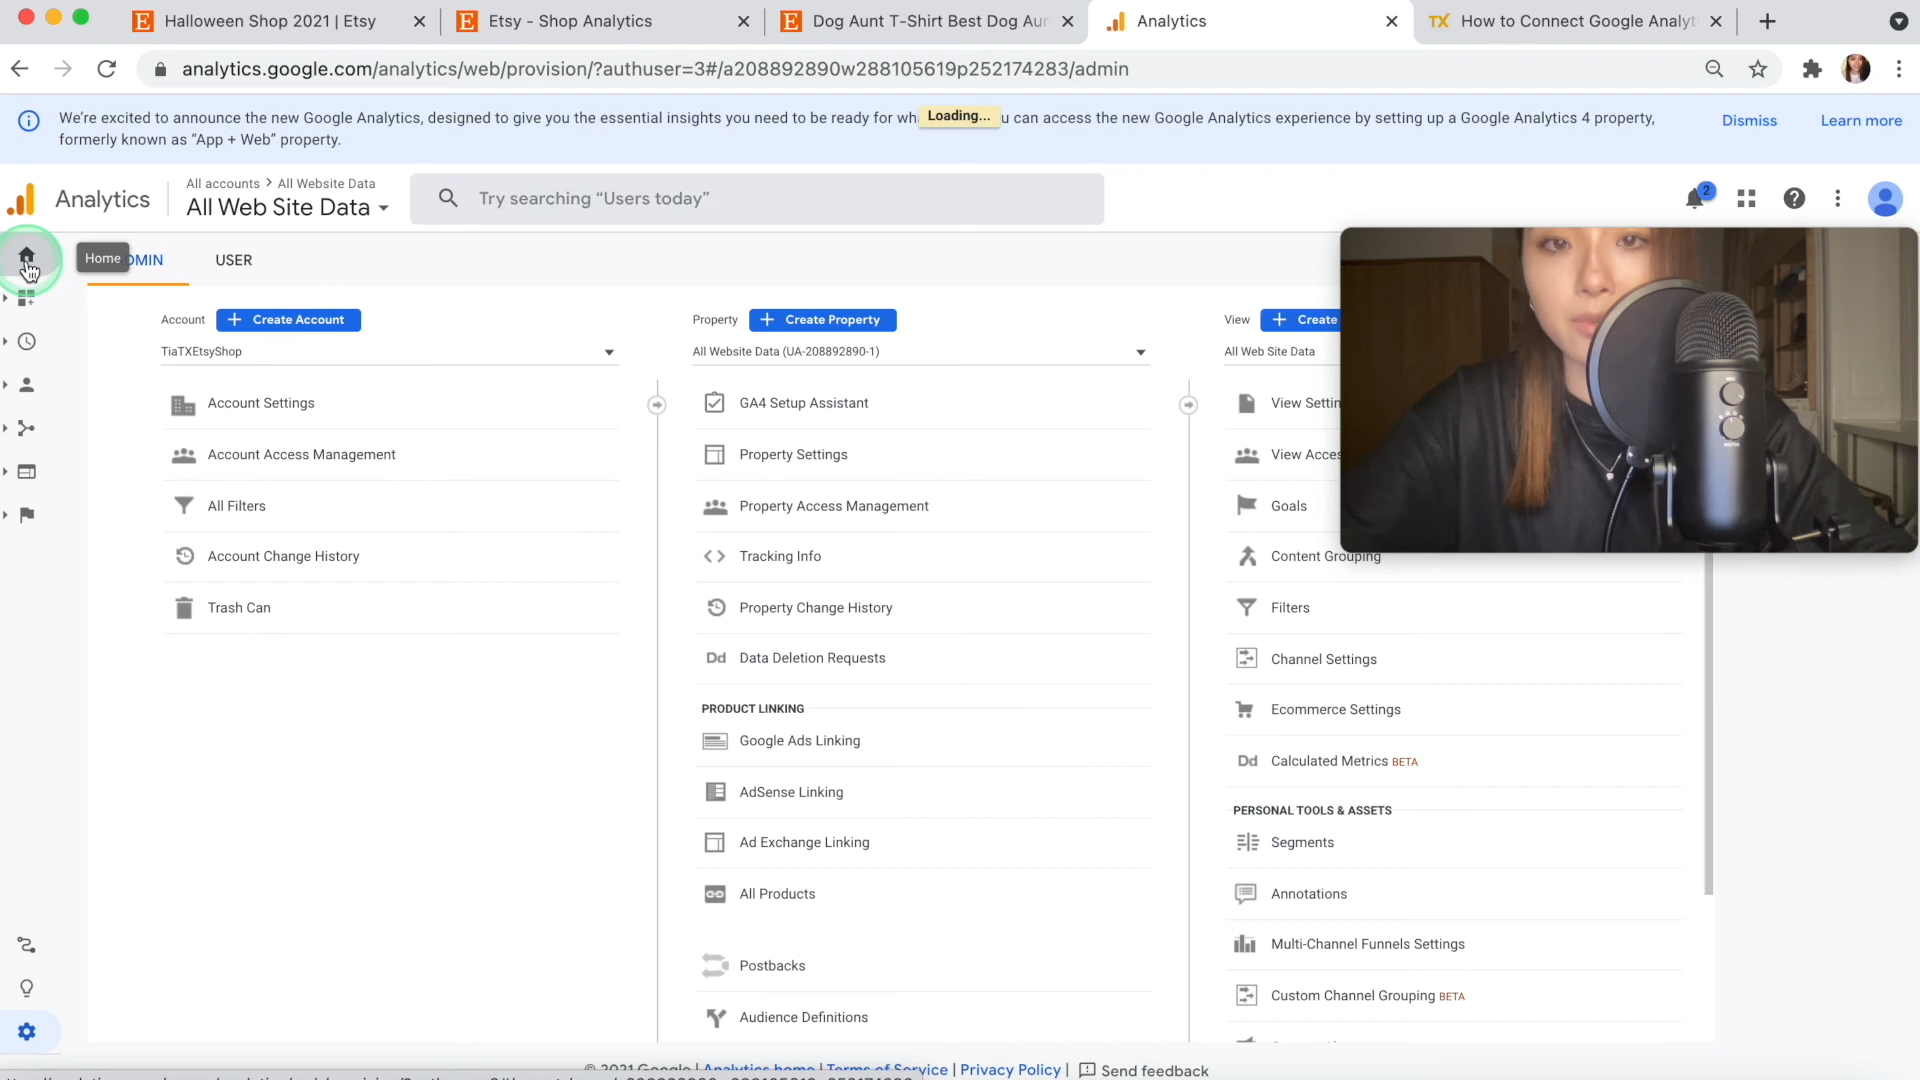 Halloween Shop 2021 | Etsy
Etsy - Shop Analytics
Dog Aunt T-Shirt Best Dog Aun
Analytics
How to Connect Google Analyt
analytics.google.com/analytics/web/provision/?authuser=3#/a208892890w288105619p252174283/admin
We're excited to announce the new Google Analytics, designed to give you the essential insights you need to be ready for wh Loading... u can access the new Google Analytics experience by setting up a Google Analytics 4 property,
formerly known as “App + Web” property.
Dismiss
Learn more
Analytics
All accounts > All Website Data
All Web Site Data
Try searching “Users today”
2
Home
DMIN
USER
Account
Create Account
TiaTXEtsyShop
Account Settings
Account Access Management
All Filters
Account Change History
Trash Can
Property
Create Property
All Website Data (UA-208892890-1)
GA4 Setup Assistant
Property Settings
Property Access Management
Tracking Info
Property Change History
Dd Data Deletion Requests
PRODUCT LINKING
Google Ads Linking
AdSense Linking
Ad Exchange Linking
All Products
Postbacks
Audience Definitions
View
Create
All Web Site Data
View Settin
View Acces
Goals
Content Grouping
Filters
Channel Settings
Ecommerce Settings
Dd Calculated Metrics BETA
PERSONAL TOOLS & ASSETS
Segments
Annotations
Multi-Channel Funnels Settings
Custom Channel Grouping BETA
© 2021 Google | Analytics home | Terms of Service | Privacy Policy | Send feedback